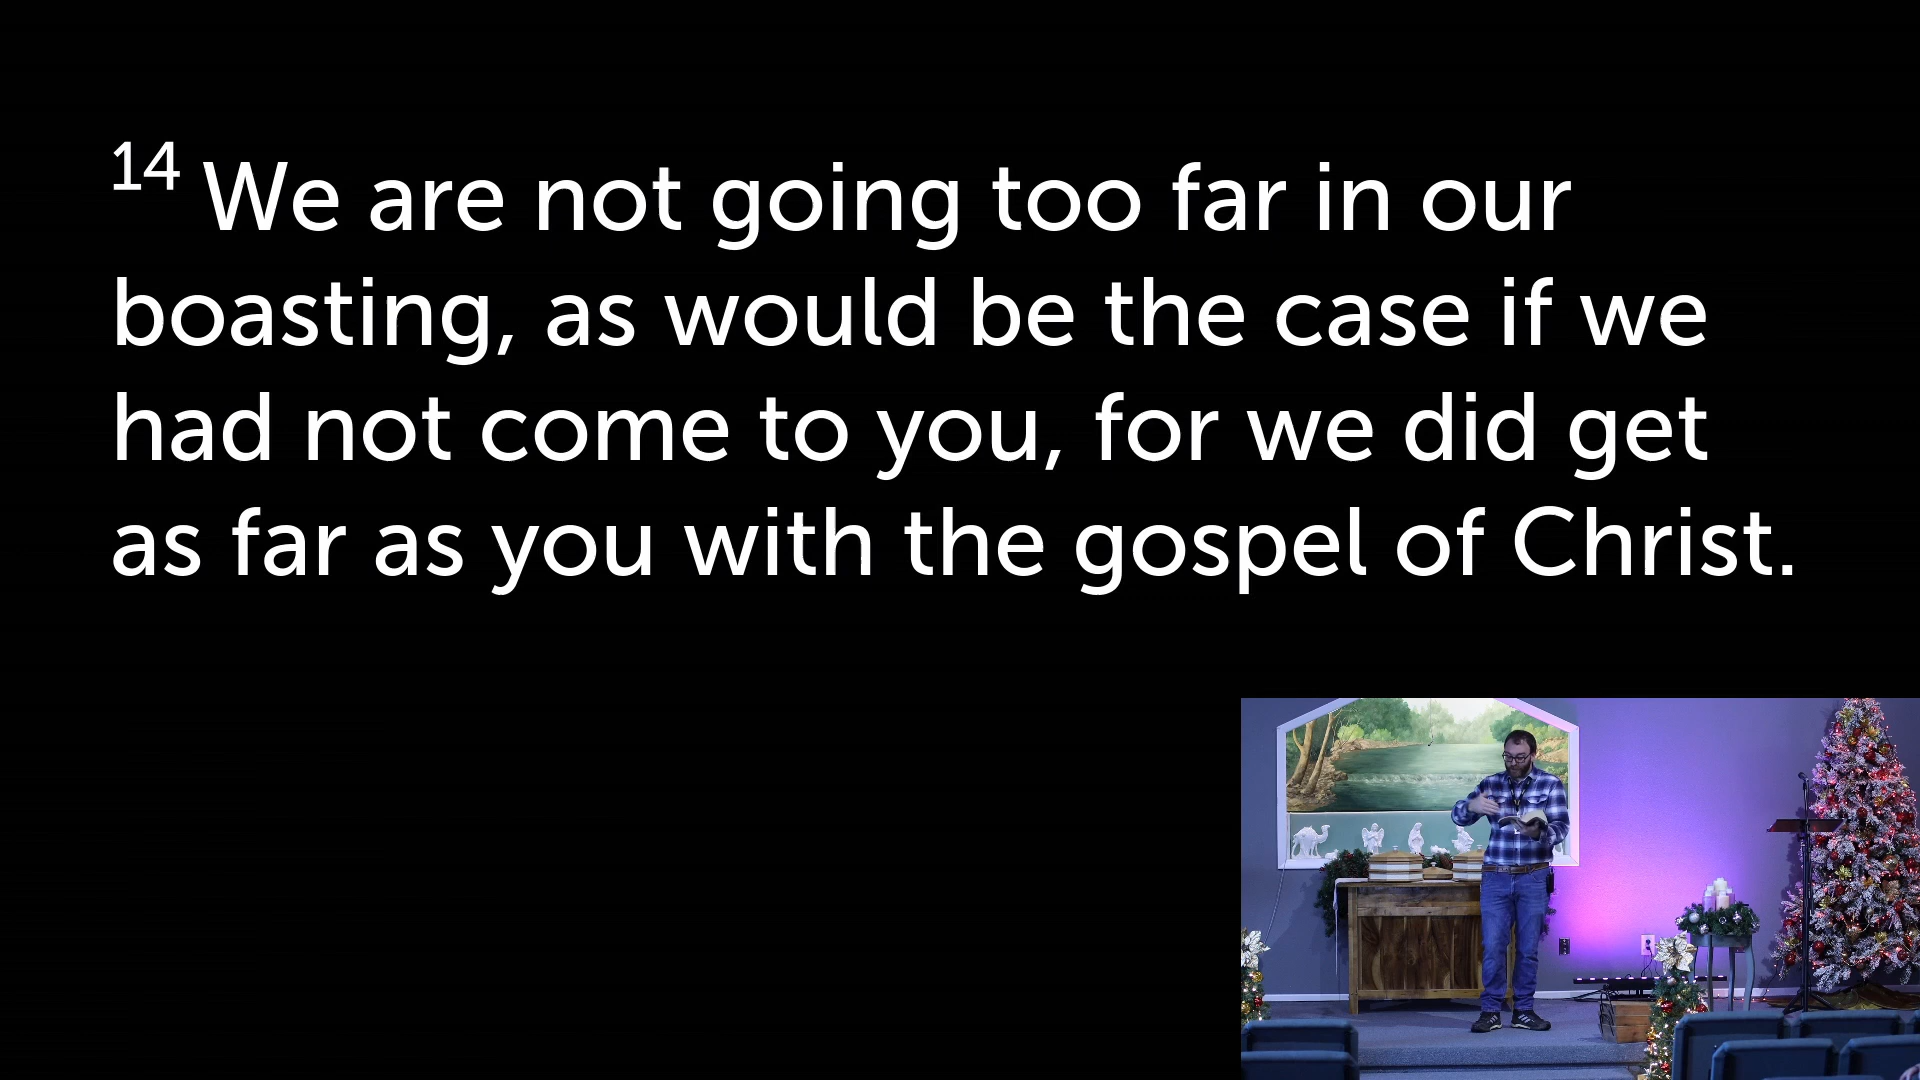 14 We are not going too far in our
boasting, as would be the case if we
had not come to you, for we did get
as far as you with the gospel of Christ.